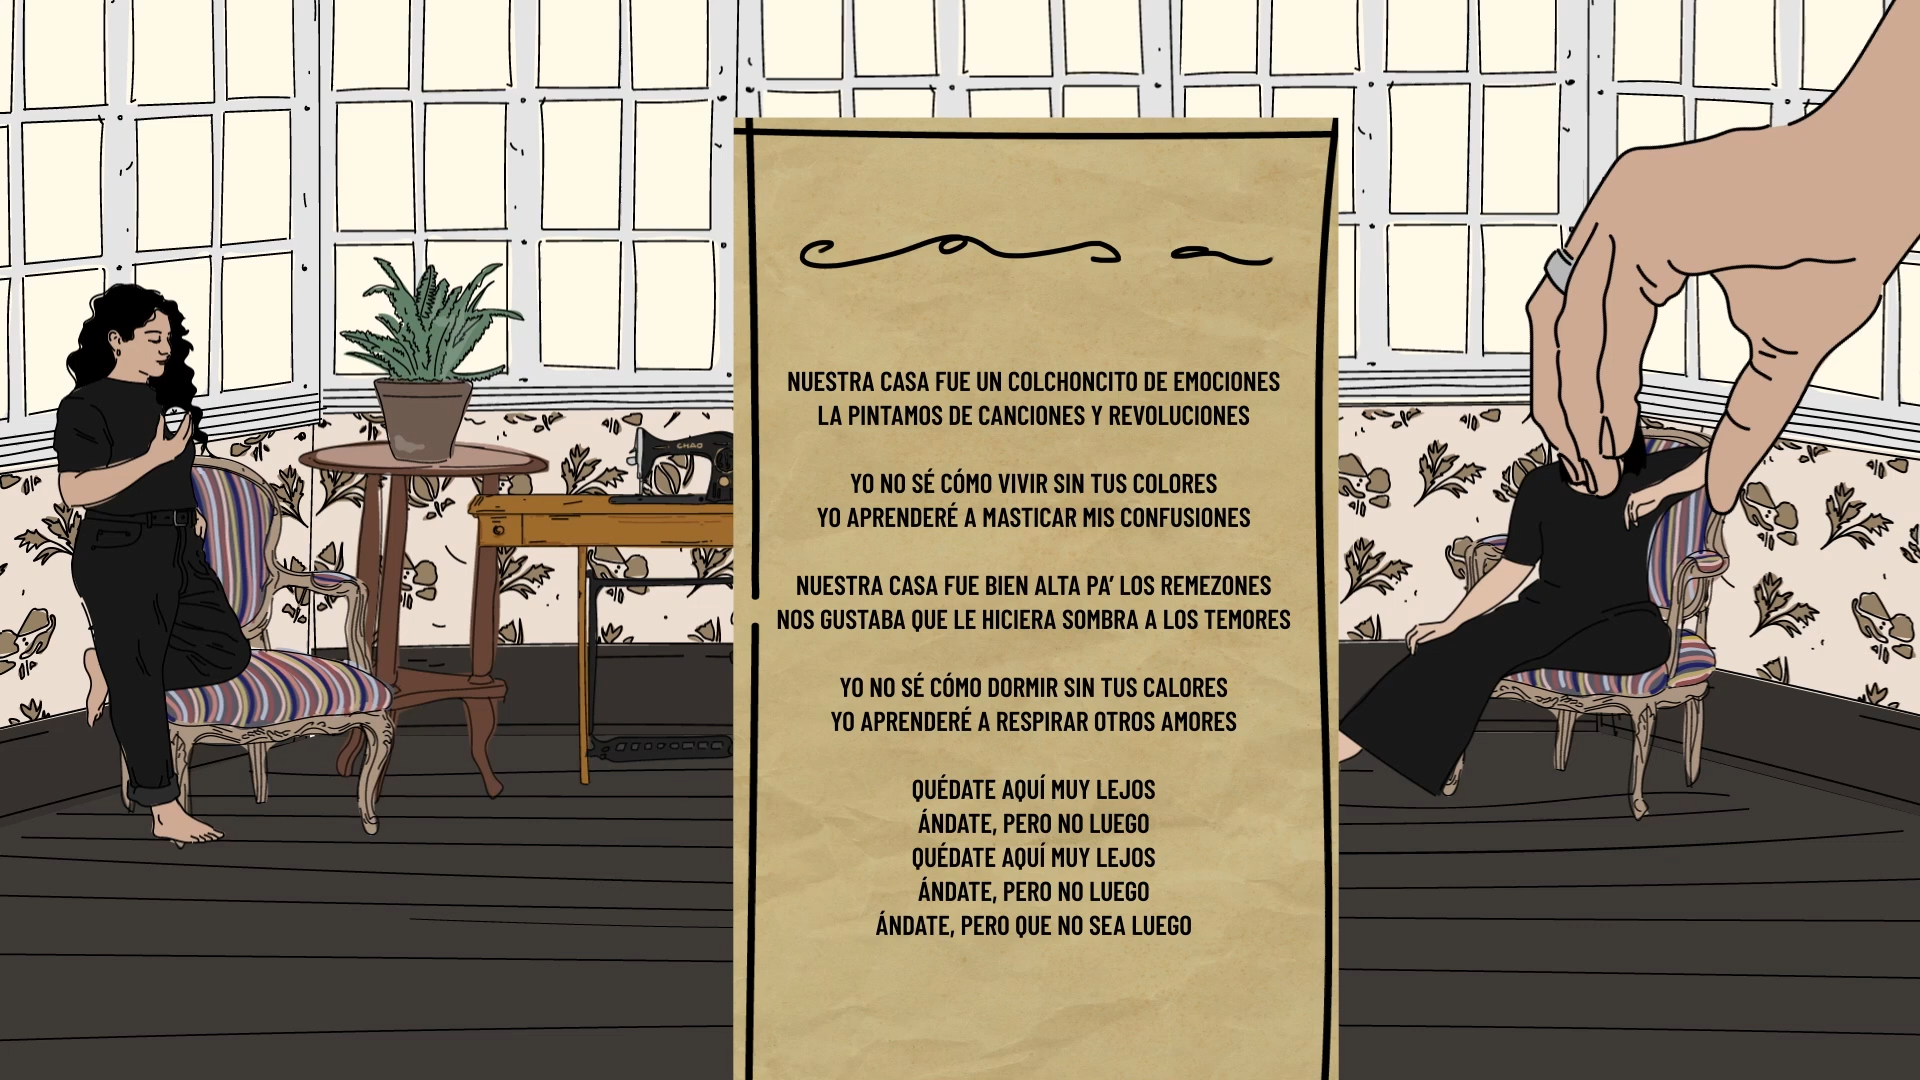 casa
NUESTRA CASA FUE UN COLCHONCITO DE EMOCIONES
LA PINTAMOS DE CANCIONES Y REVOLUCIONES
YO NO SÉ CÓMO VIVIR SIN TUS COLORES
YO APRENDERÉ A MASTICAR MIS CONFUSIONES
NUESTRA CASA FUE BIEN ALTA PA’ LOS REMEZONES
NOS GUSTABA QUE LE HICIERA SOMBRA A LOS TEMORES
YO NO SÉ CÓMO DORMIR SIN TUS CALORES
YO APRENDERÉ A RESPIRAR OTROS AMORES
QUÉDATE AQUÍ MUY LEJOS
ÁNDATE, PERO NO LUEGO
QUÉDATE AQUÍ MUY LEJOS
ÁNDATE, PERO NO LUEGO
ÁNDATE, PERO QUE NO SEA LUEGO
CHAO